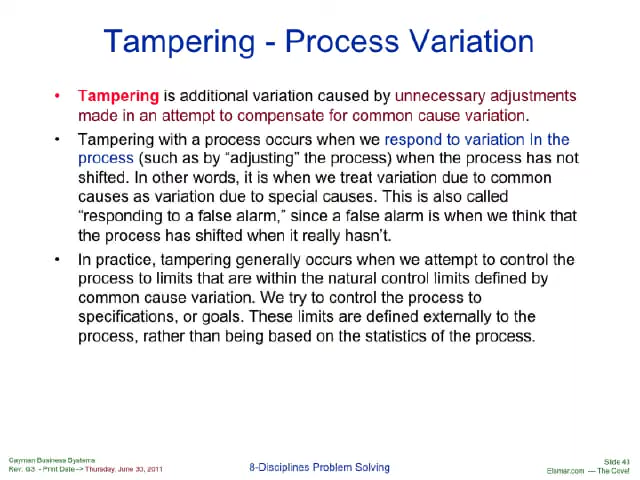 Tampering - Process Variation
• Tampering is additional variation caused by unnecessary adjustments
made in an attempt to compensate for common cause variation.
• Tampering with a process occurs when we respond to variation In the
process (such as by “adjusting” the process) when the process has not
shifted. In other words, it is when we treat variation due to common
causes as variation due to special causes. This is also called
“responding to a false alarm,” since a false alarm is when we think that
the process has shifted when it really hasn’t.
• In practice, tampering generally occurs when we attempt to control the
process to limits that are within the natural control limits defined by
common cause variation. We try to control the process to
specifications, or goals. These limits are defined externally to the
process, rather than being based on the statistics of the process.
Cayman Business Systems
Rev: G3 - Print Date--> Thursday, June 30, 2011
8-Disciplines Problem Solving
Slide
Elsmar.com — The Cove!